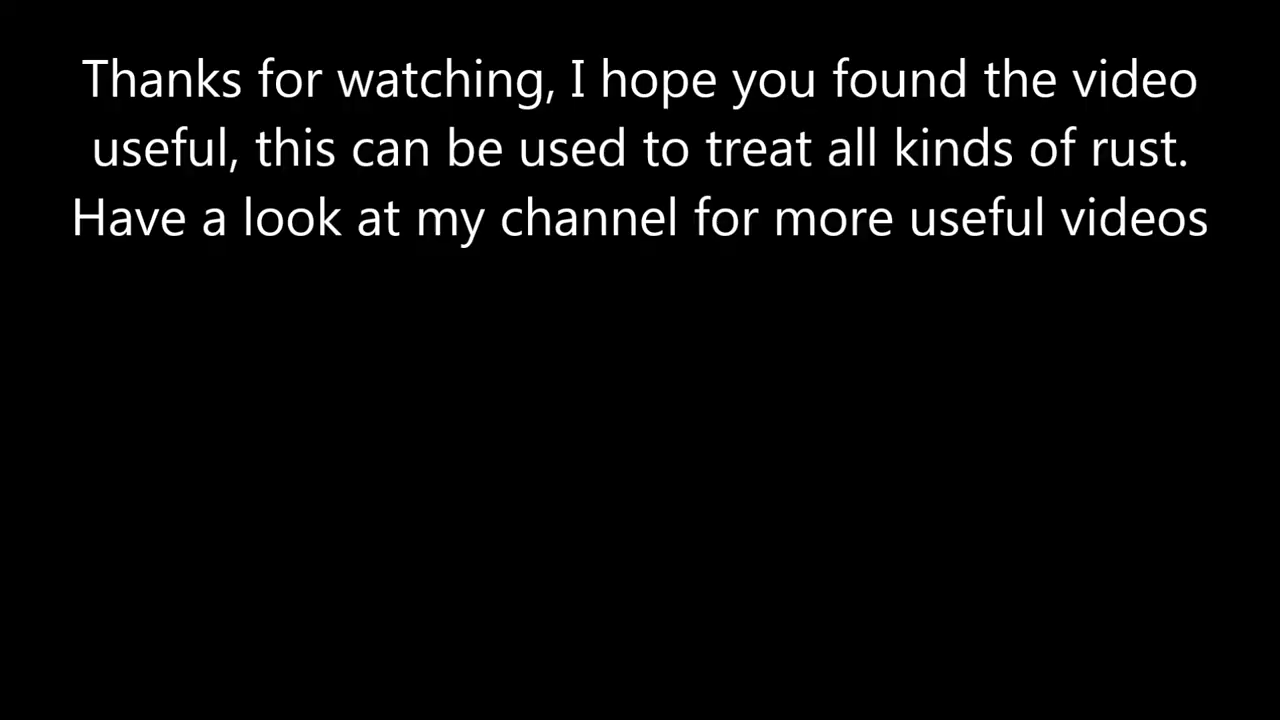 Thanks for watching, I hope you found the video
useful, this can be used to treat all kinds of rust.
Have a look at my channel for more useful videos